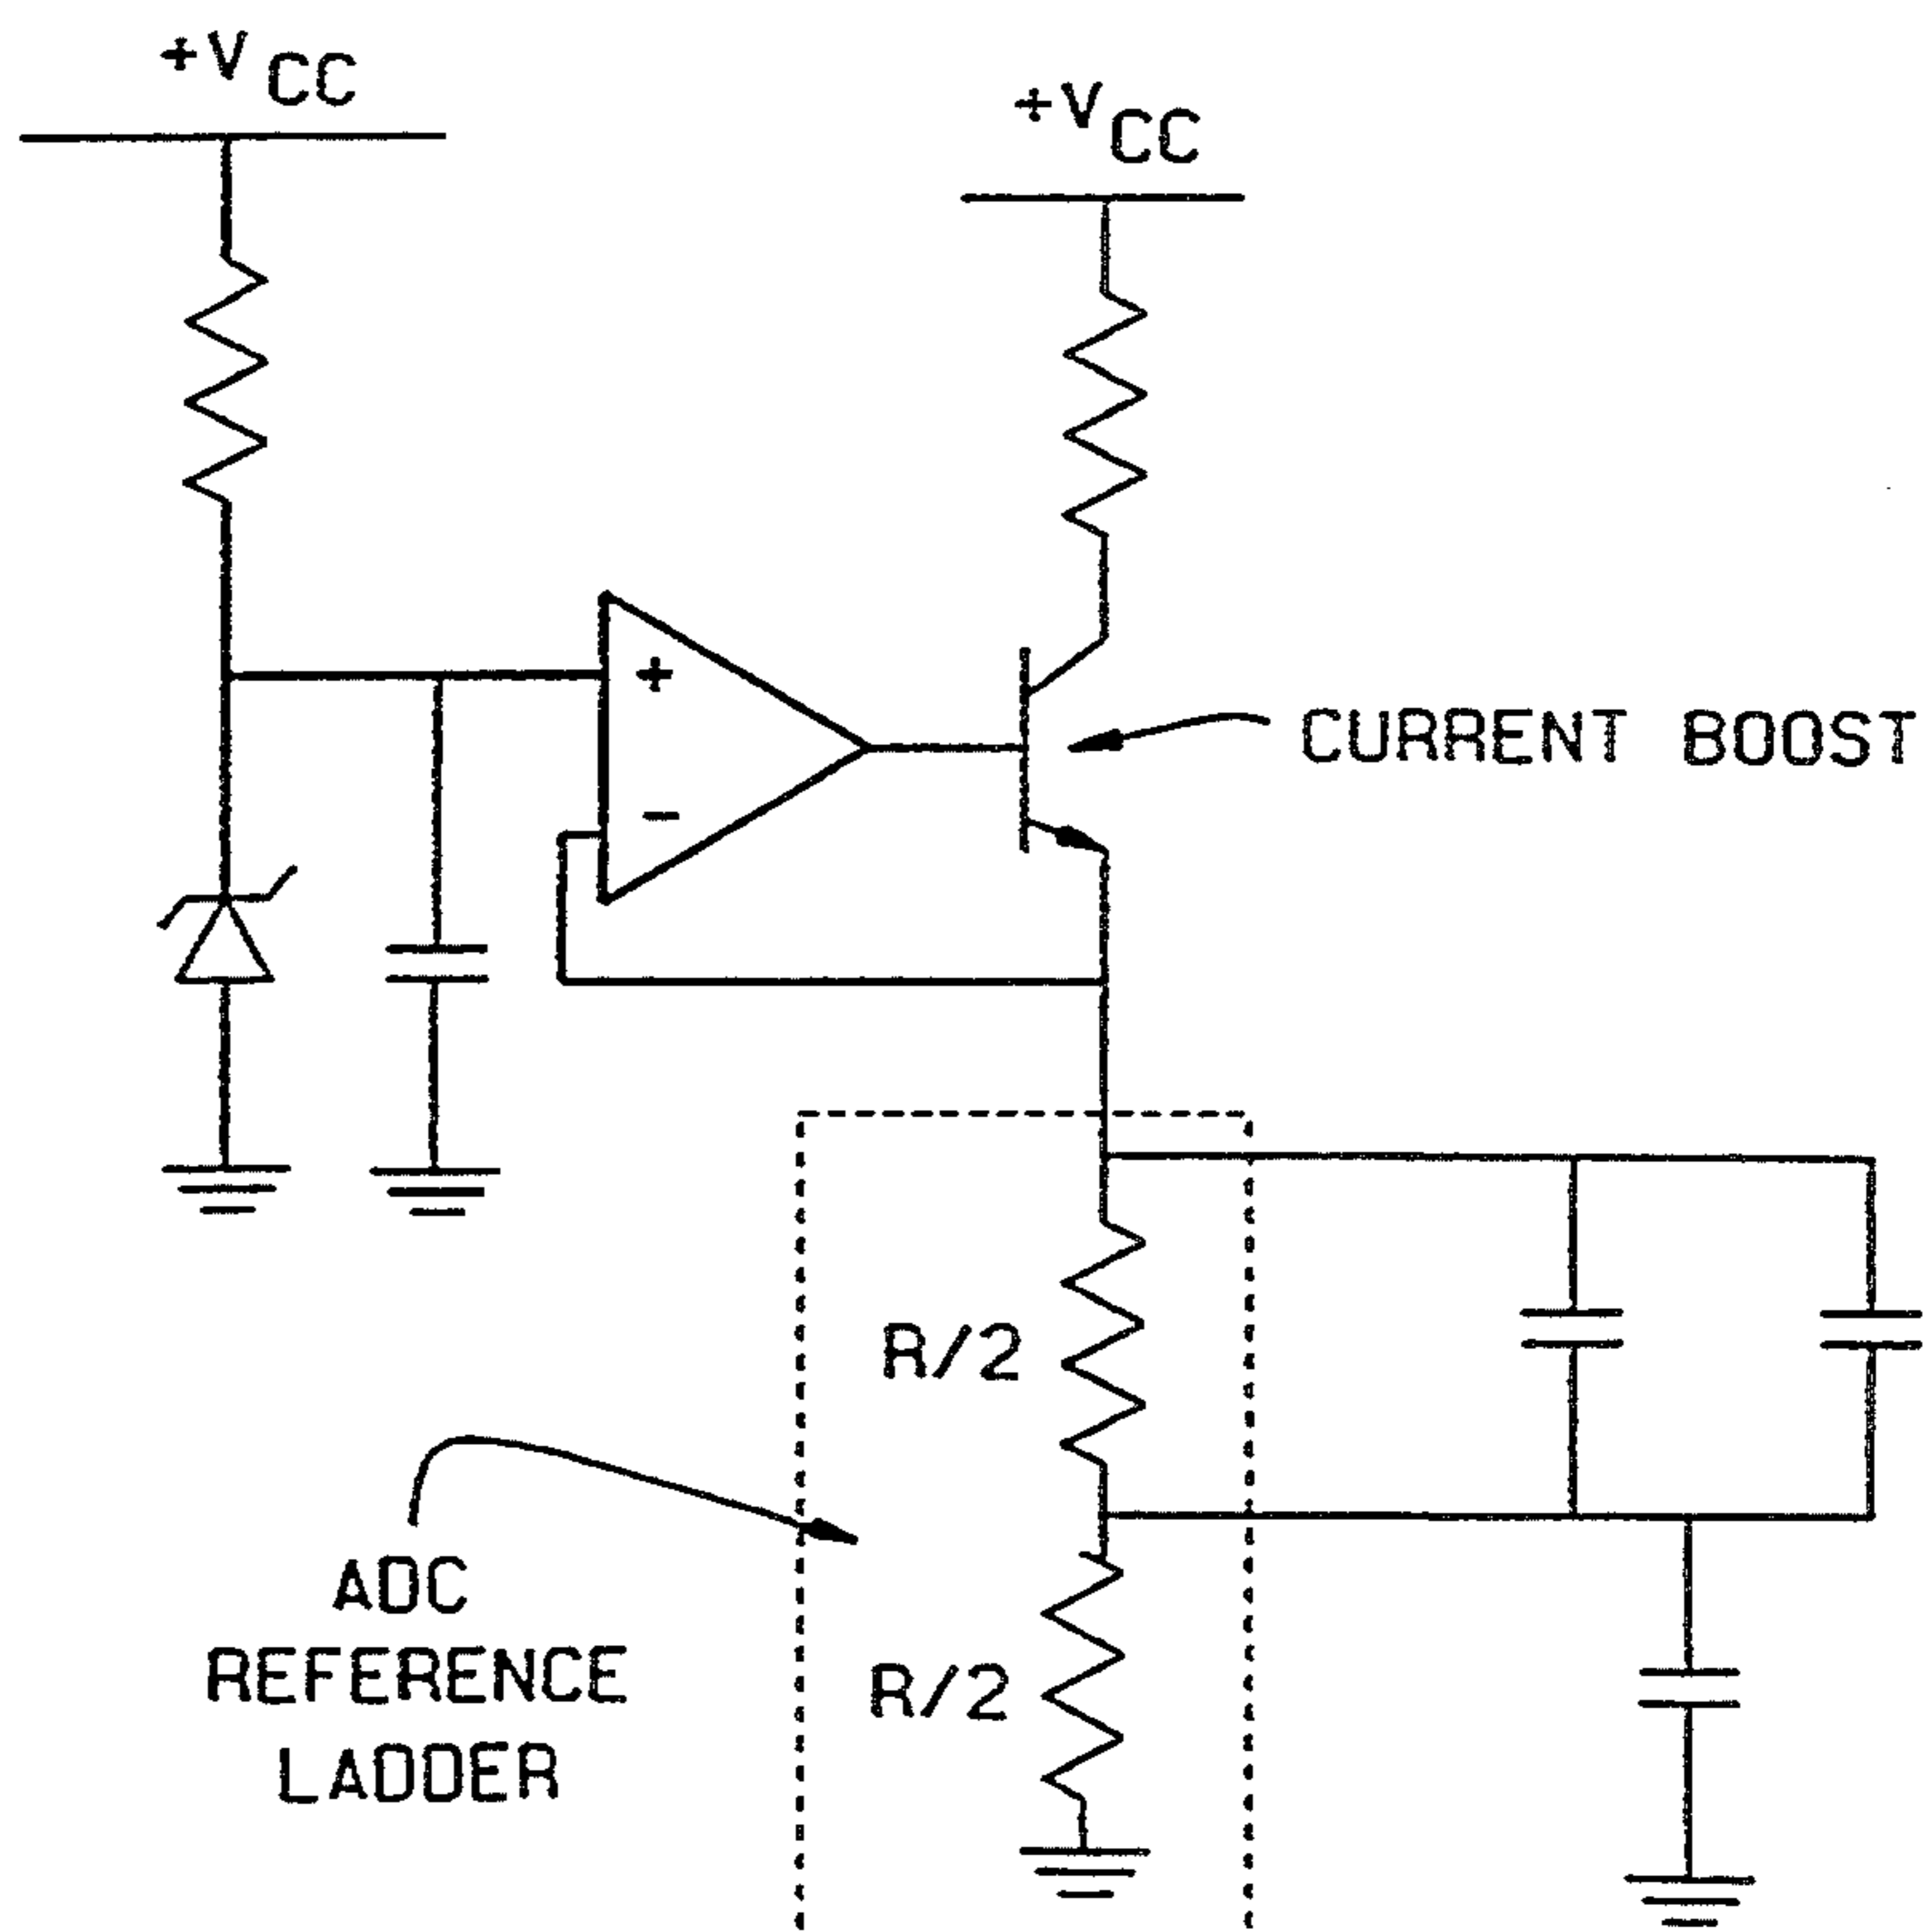 +VCC
+VCC
+
-
CURRENT BOOST
R/2
ADC
REFERENCE
LADDER
R/2